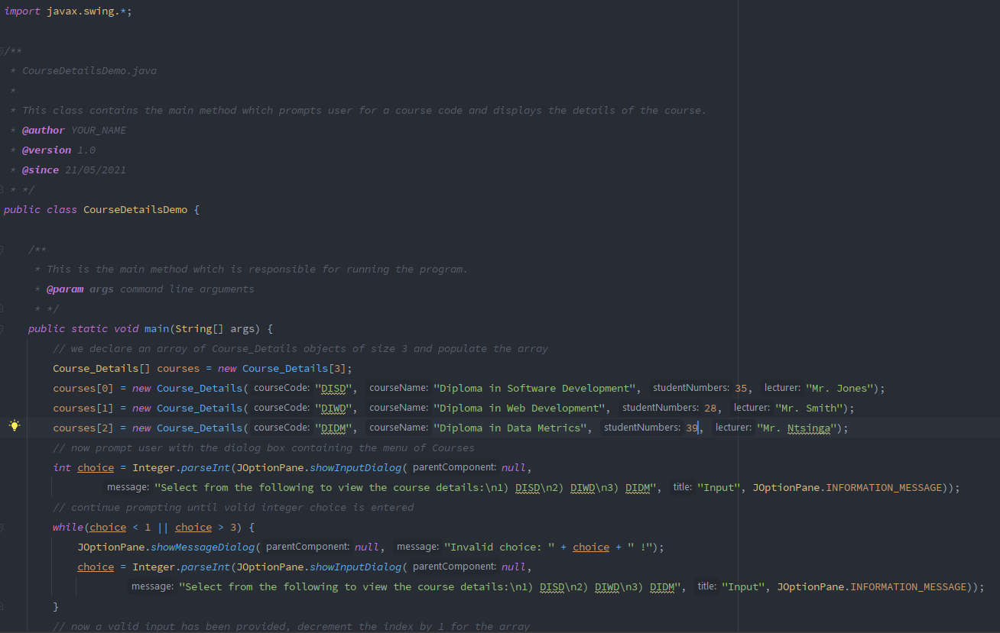 import javax.swing.*;
/**
 * CourseDetailsDemo.java
 *
 * This class contains the main method which prompts user for a course code and displays the details of the course.
 * @author YOUR_NAME
 * @version 1.0
 * @since 21/05/2021
 * */
public class CourseDetailsDemo {
    /**
     * This is the main method which is responsible for running the program.
     * @param args command line arguments
     * */
    public static void main(String[] args) {
        // we declare an array of Course_Details objects of size 3 and populate the array
        Course_Details[] courses = new Course_Details[3];
        courses[0] = new Course_Details( courseCode: "DISD", courseName: "Diploma in Software Development", studentNumbers: 35, lecturer: "Mr. Jones");
        courses[1] = new Course_Details( courseCode: "DIWD", courseName: "Diploma in Web Development", studentNumbers: 28, lecturer: "Mr. Smith");
        courses[2] = new Course_Details( courseCode: "DIDM", courseName: "Diploma in Data Metrics", studentNumbers: 39, lecturer: "Mr. Ntsinga");
        // now prompt user with the dialog box containing the menu of Courses
        int choice = Integer.parseInt(JOptionPane.showInputDialog( parentComponent: null,
                message: "Select from the following to view the course details:\n1) DISD\n2) DIWD\n3) DIDM", title: "Input", JOptionPane.INFORMATION_MESSAGE));
        // continue prompting until valid integer choice is entered
        while(choice < 1 || choice > 3) {
            JOptionPane.showMessageDialog( parentComponent: null, message: "Invalid choice: " + choice + " !");
            choice = Integer.parseInt(JOptionPane.showInputDialog( parentComponent: null,
                    message: "Select from the following to view the course details:\n1) DISD\n2) DIWD\n3) DIDM", title: "Input", JOptionPane.INFORMATION_MESSAGE));
        }
        // now a valid input has been provided, decrement the index by 1 for the array